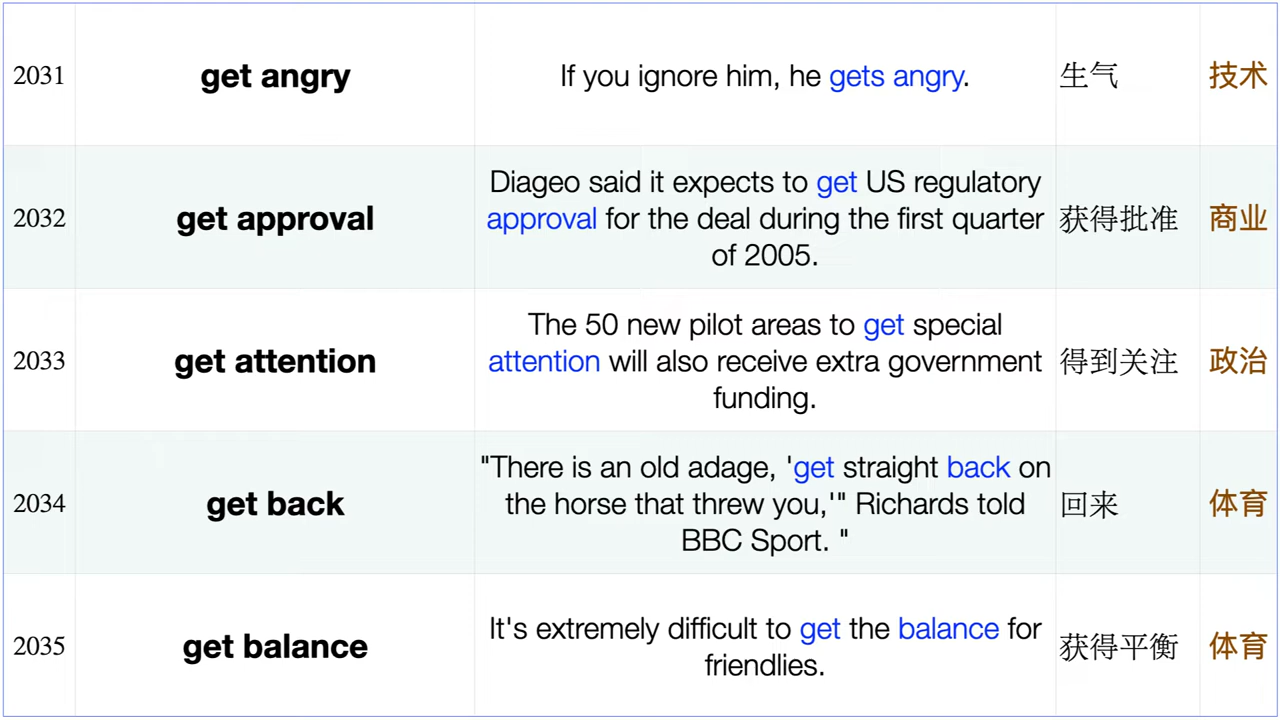 2031 get angry If you ignore him, he gets angry. 生气 技术
Diageo said it expects to get US regulatory
2032 get approval approval for the deal during the first quarter 获得批准 商业
of 2005.
The 50 new pilot areas to get special
2033 get attention attention will also receive extra government 得到关注 政治
funding.
"There is an old adage, 'get straight back on
2034 get back the horse that threw you,'" Richards told 回来 体育
BBC Sport. "
It's extremely difficult to get the balance for
2035 get balance friendlies. 获得平衡 体育